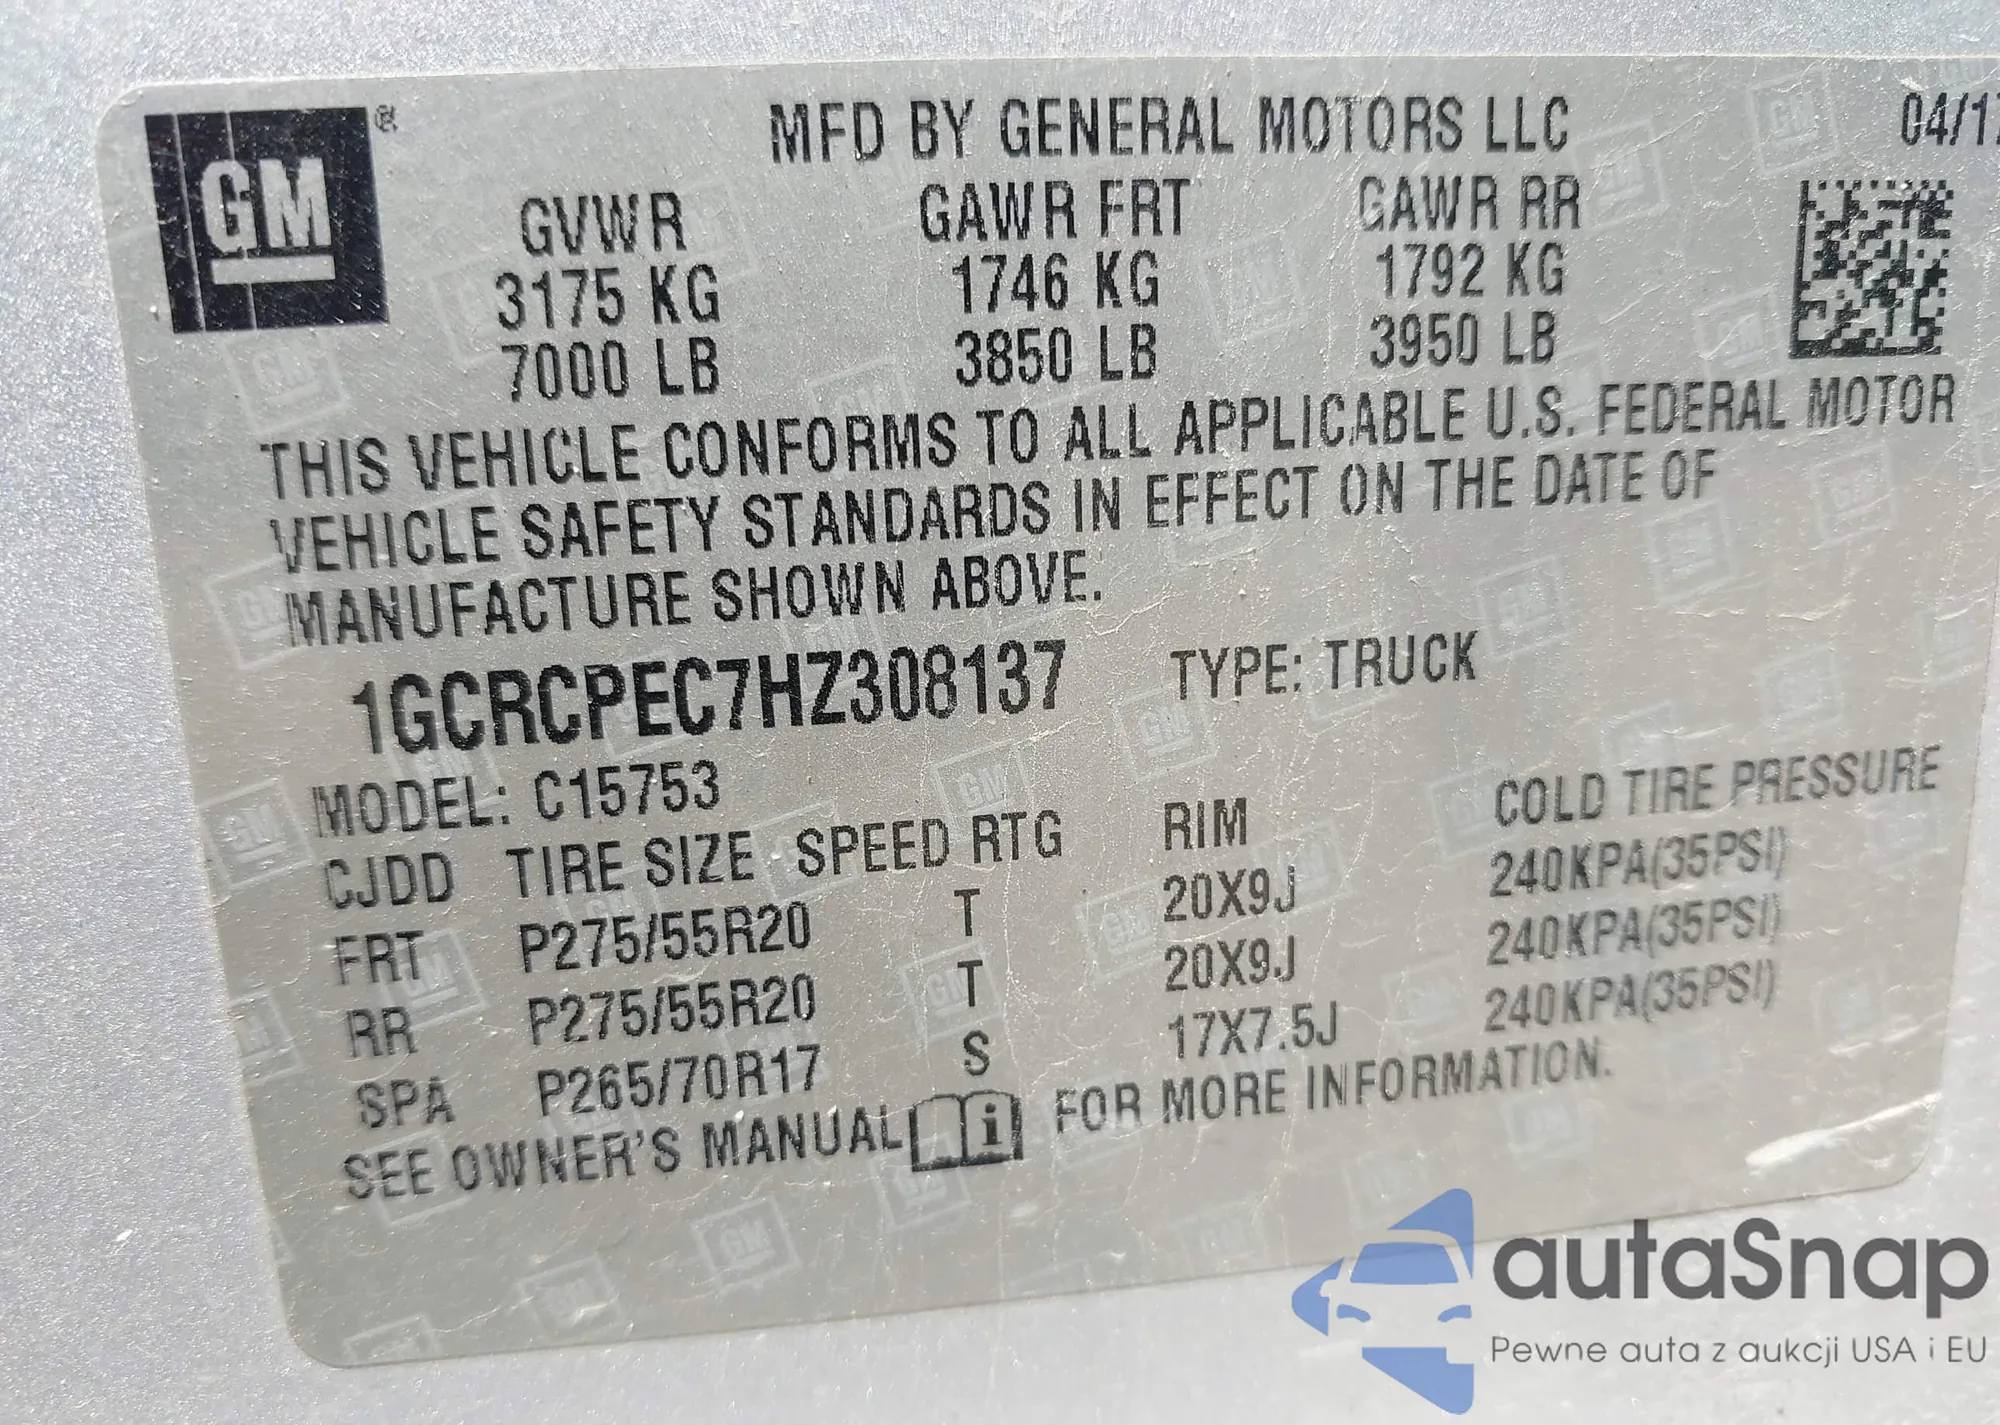 GM®
MFD BY GENERAL MOTORS LLC 04/17
GVWR GAWR FRT GAWR RR
3175 KG 1746 KG 1792 KG
7000 LB 3850 LB 3950 LB
THIS VEHICLE CONFORMS TO ALL APPLICABLE U.S. FEDERAL MOTOR
VEHICLE SAFETY STANDARDS IN EFFECT ON THE DATE OF
MANUFACTURE SHOWN ABOVE.
1GCRCPEC7HZ308137 TYPE: TRUCK
MODEL: C15753
CJDD TIRE SIZE SPEED RTG RIM COLD TIRE PRESSURE
FRT P275/55R20 T 20X9J 240KPA(35PSI)
RR P275/55R20 T 20X9J 240KPA(35PSI)
SPA P265/70R17 S 17X7.5J 240KPA(35PSI)
SEE OWNER'S MANUAL i FOR MORE INFORMATION.
autaSnap
Pewne auta z aukcji USA i EU